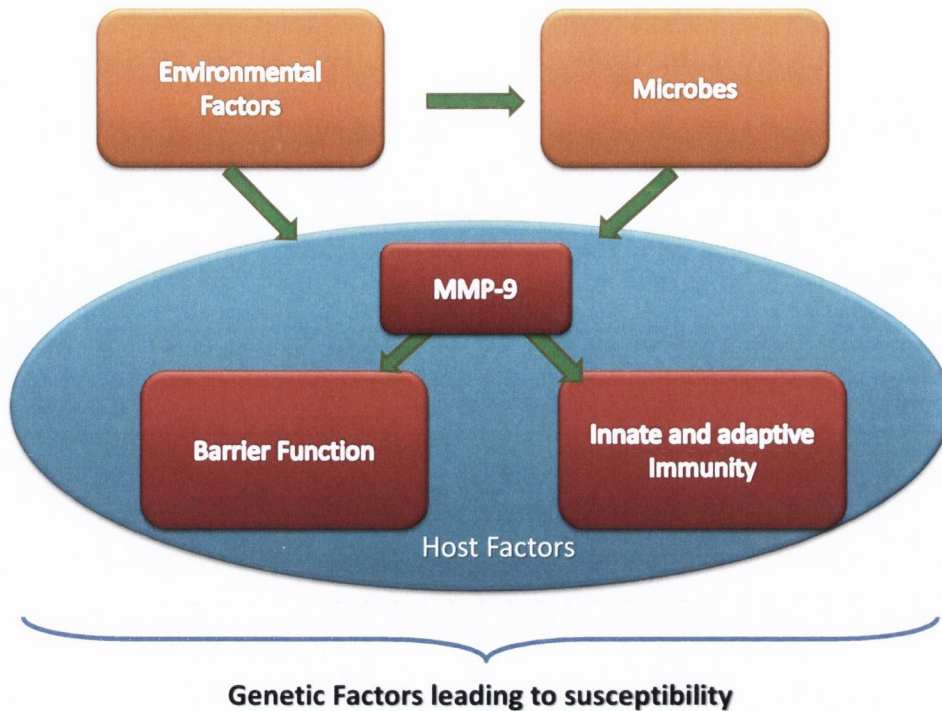 Environmental
Factors
Microbes
MMP-9
Barrier Function
Innate and adaptive
Immunity
Host Factors
Genetic Factors leading to susceptibility